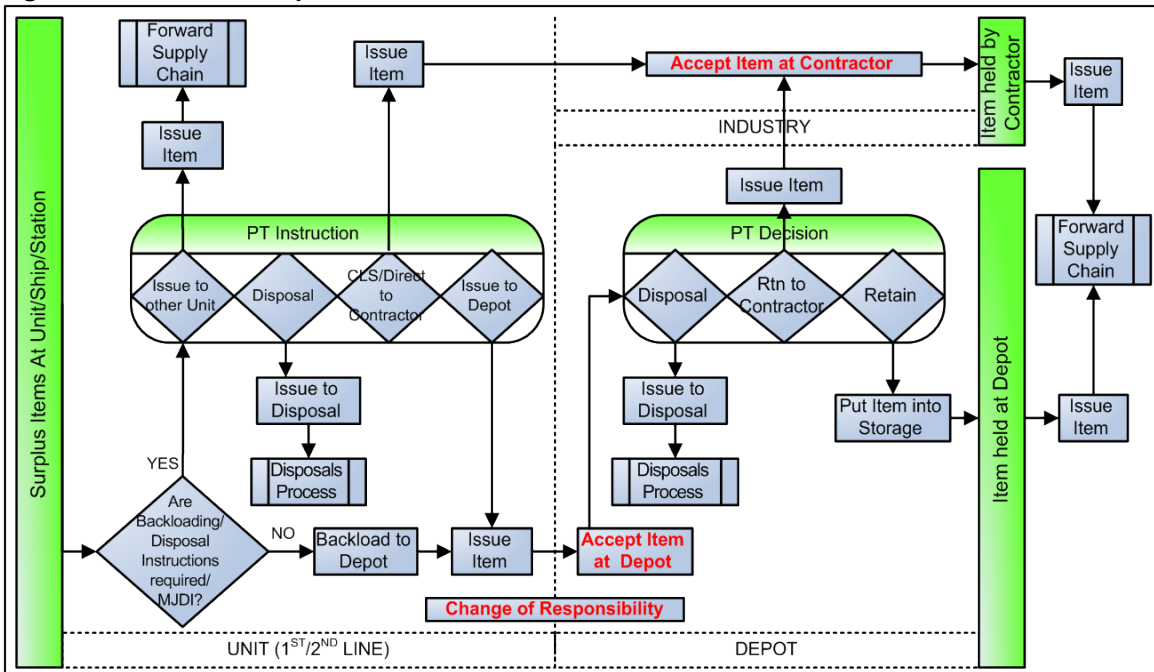 Surplus Items At Unit/Ship/Station
Forward
Supply
Chain
Issue
Item
Issue
Item
Accept Item at Contractor
Item held by
Contractor
Issue
Item
INDUSTRY
Issue Item
PT Instruction
Issue to
other Unit
Disposal
CLS/Direct
to
Contractor
Issue to
Depot
PT Decision
Disposal
Rtn to
Contractor
Retain
Forward
Supply
Chain
Issue to
Disposal
Disposals
Process
Issue to
Disposal
Disposals
Process
Put Item into
Storage
Item held at Depot
Issue
Item
YES
Are
Backloading/
Disposal
Instructions
required/
MJDI?
NO
Backload to
Depot
Issue
Item
Accept Item
at Depot
Change of Responsibility
UNIT (1ST/2ND LINE)
DEPOT